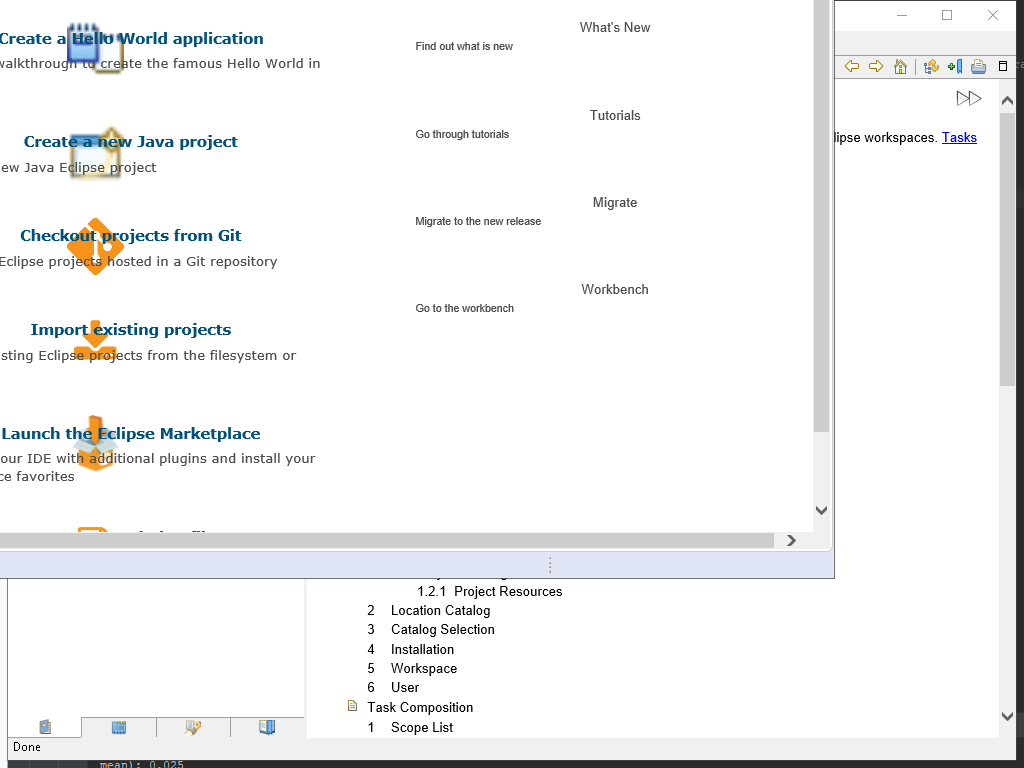 Create a Hello World application
walkthrough to create the famous Hello World in
Create a new Java project
ew Java Eclipse project
Checkout projects from Git
Eclipse projects hosted in a Git repository
Import existing projects
sting Eclipse projects from the filesystem or
Launch the Eclipse Marketplace
our IDE with additional plugins and install your
ce favorites
What's New
Find out what is new
Tutorials
Go through tutorials
Migrate
Migrate to the new release
Workbench
Go to the workbench
lipse workspaces. Tasks
1.2.1 Project Resources
2 Location Catalog
3 Catalog Selection
4 Installation
5 Workspace
6 User
Task Composition
1 Scope List
Done
mean): 0.025